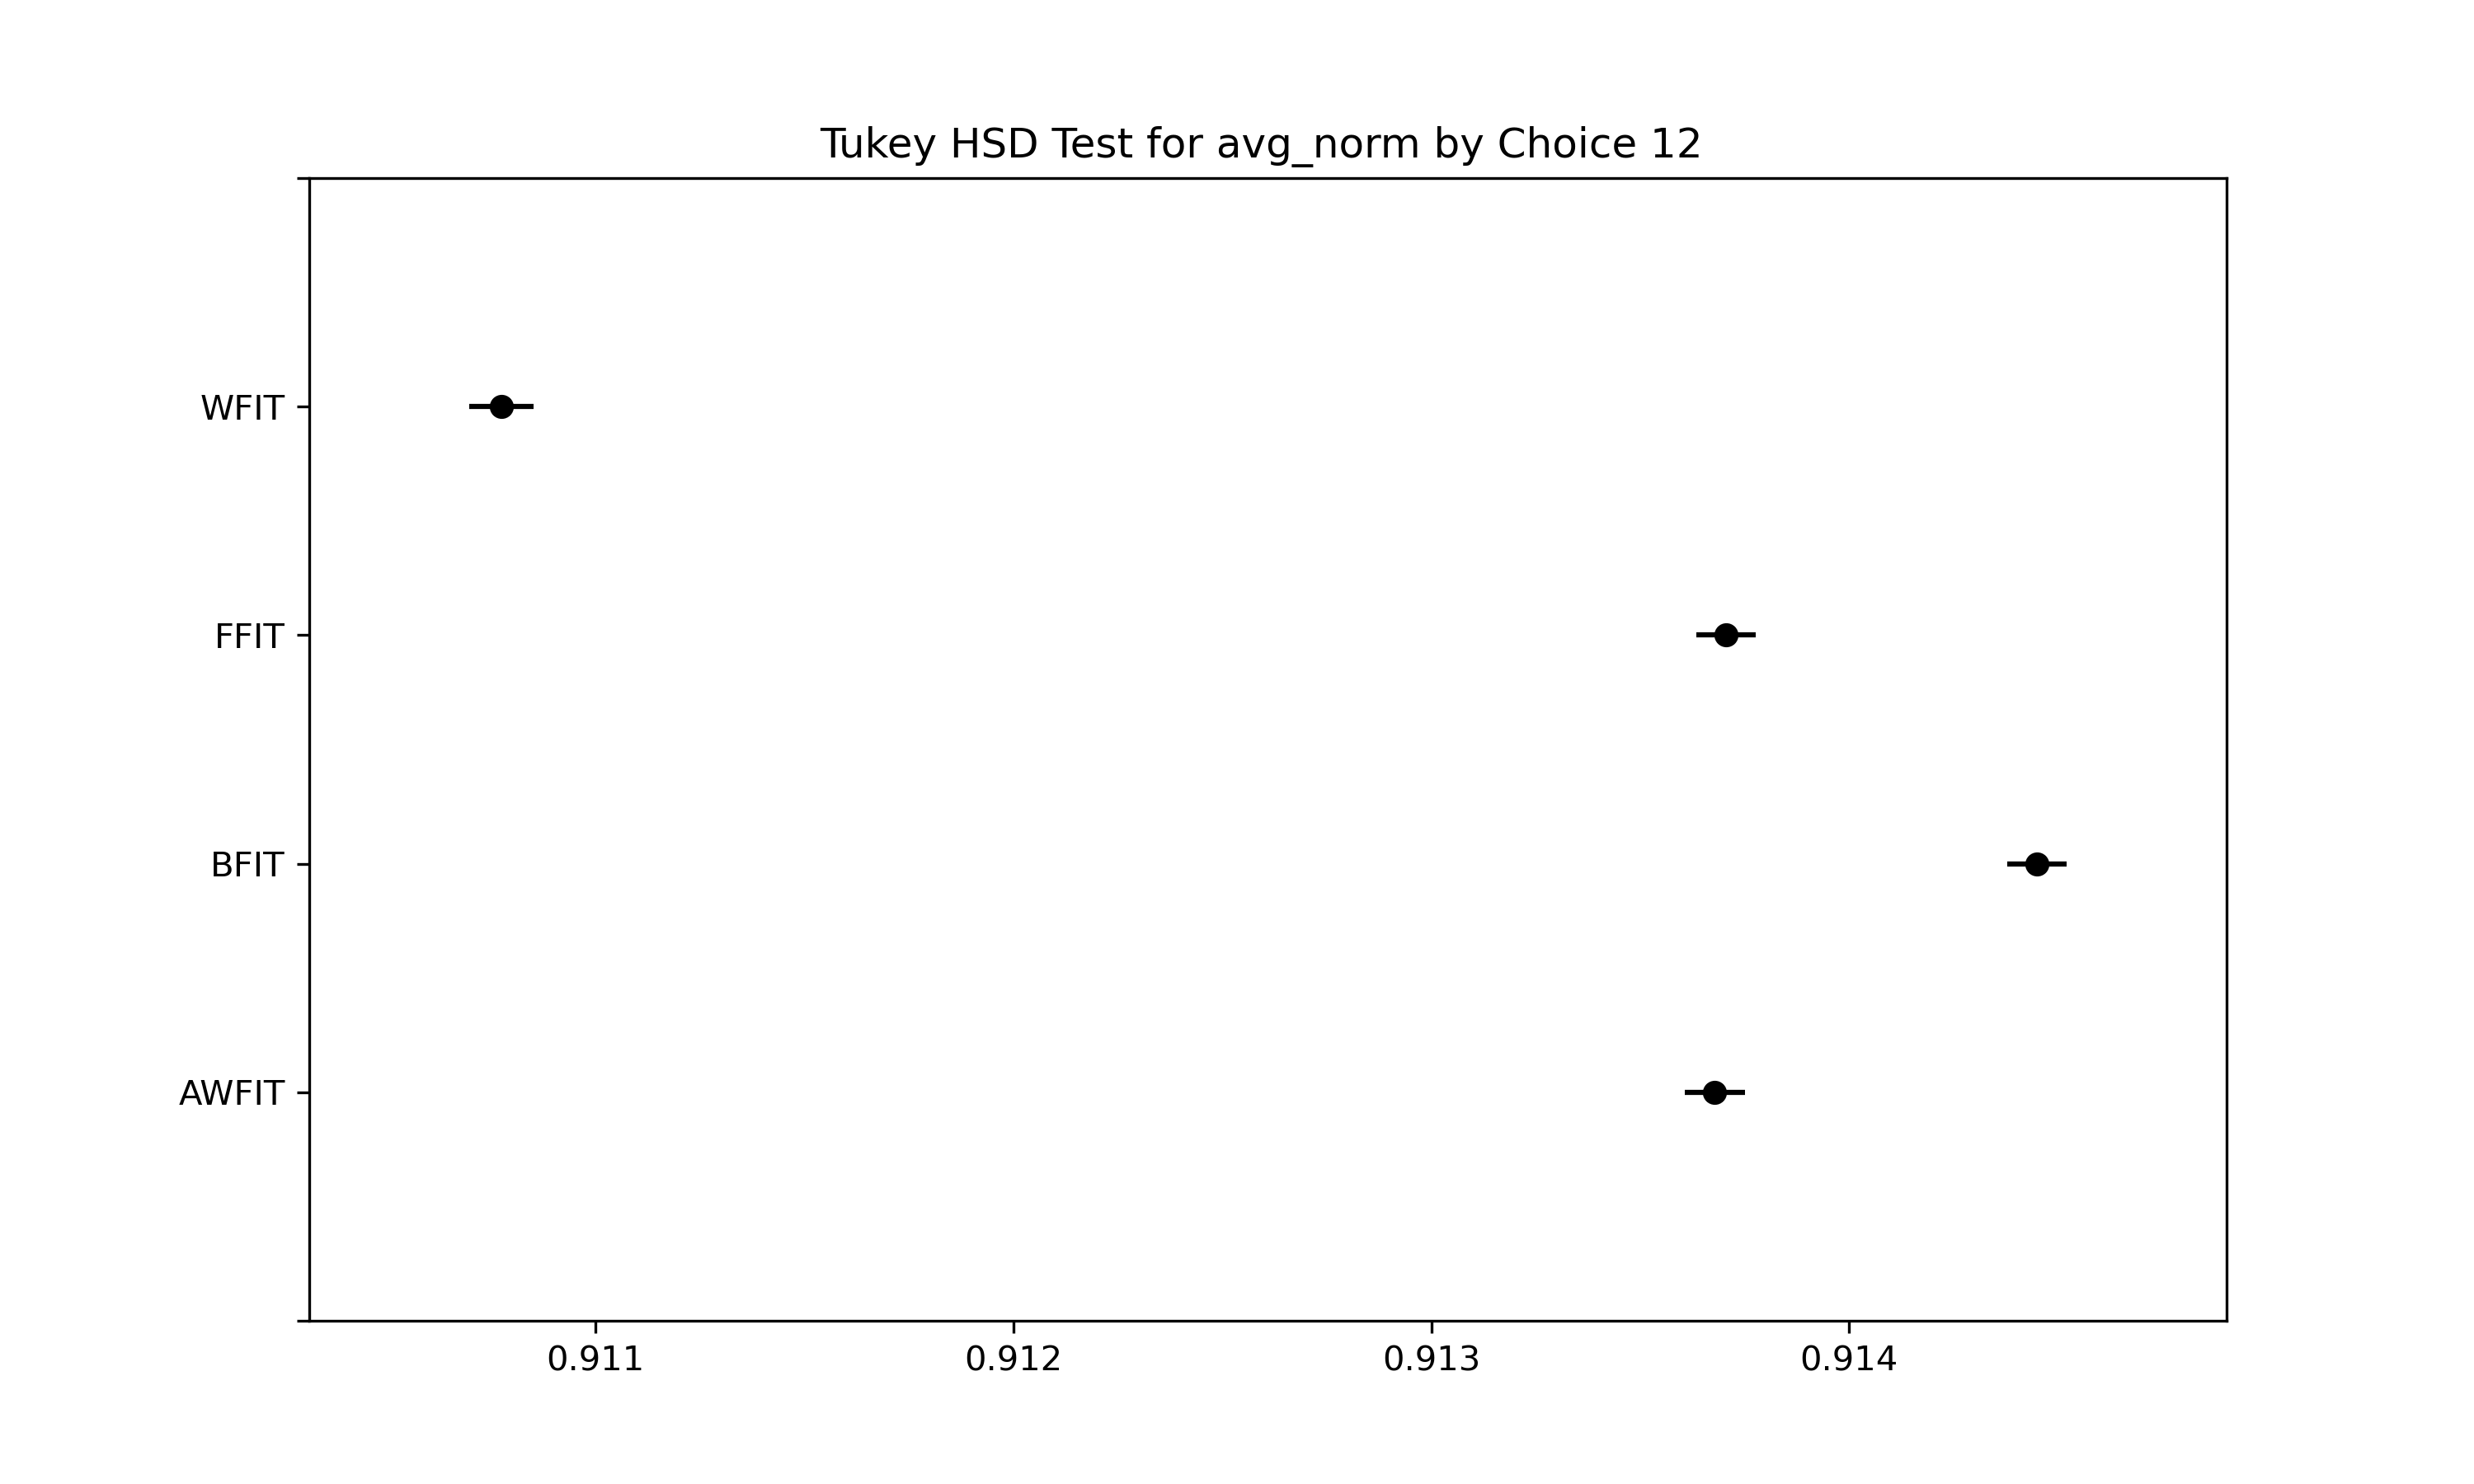 Tukey HSD Test for avg_norm by Choice 12
WFIT
FFIT
BFIT
AWFIT
0.911 0.912 0.913 0.914